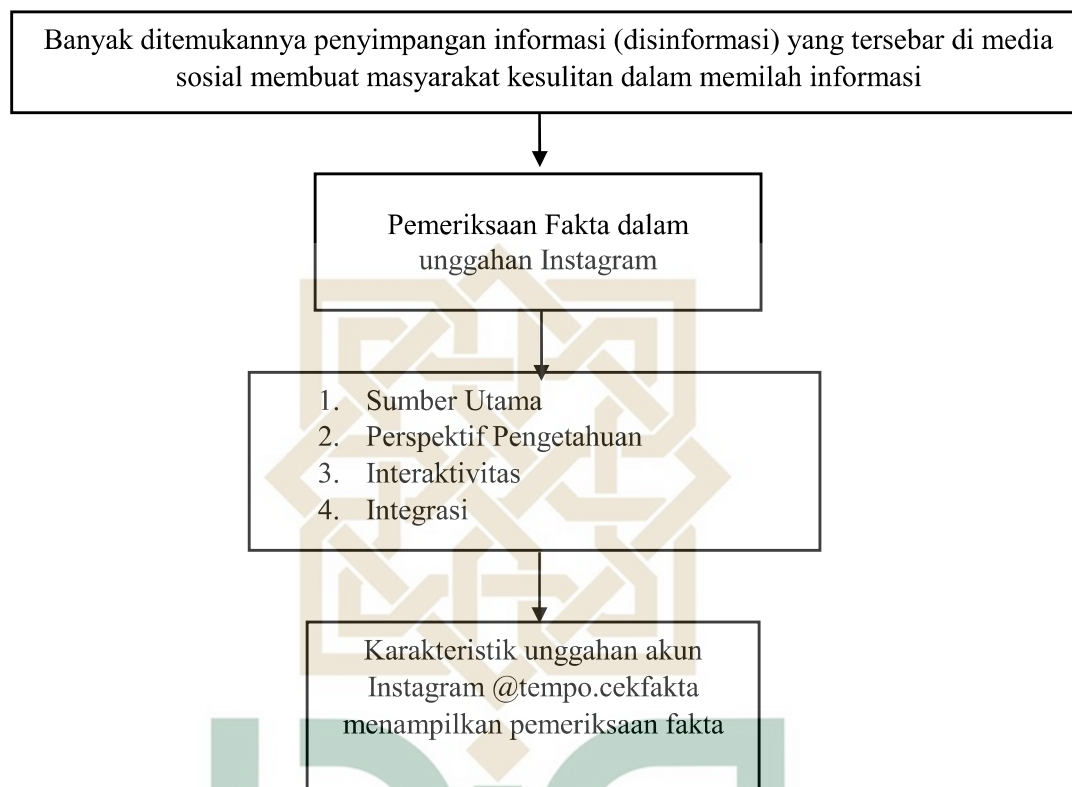 Banyak ditemukannya penyimpangan informasi (disinformasi) yang tersebar di media
sosial membuat masyarakat kesulitan dalam memilah informasi
Pemeriksaan Fakta dalam
unggahan Instagram
1. Sumber Utama
2. Perspektif Pengetahuan
3. Interaktivitas
4. Integrasi
Karakteristik unggahan akun
Instagram @tempo.cekfakta
menampilkan pemeriksaan fakta